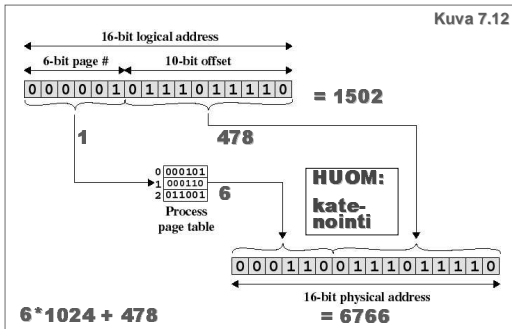 Kuva 7.12
16-bit logical address
6-bit page # 10-bit offset
0 0 0 0 0 1 0 1 1 1 0 1 1 1 1 0 = 1502
1 478
0 000101
1 000110 6
2 011001
Process
page table
HUOM:
kate-
nointi
0 0 0 1 1 0 0 1 1 1 0 1 1 1 1 0
16-bit physical address
6*1024 + 478 = 6766